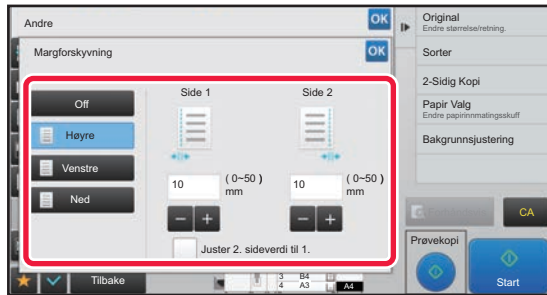 Andre
OK
Margforskyvning
OK
Off
Høyre
Venstre
Ned
Side 1
Side 2
10
( 0~50 )
mm
10
( 0~50 )
mm
Juster 2. sideverdi til 1.
Tilbake
3 B4
4 A3
A4
Original
Endre størrelse/retning.
Sorter
2-Sidig Kopi
Papir Valg
Endre papirinnmatingsskuff
Bakgrunnsjustering
CA
Prøvekopi
Start